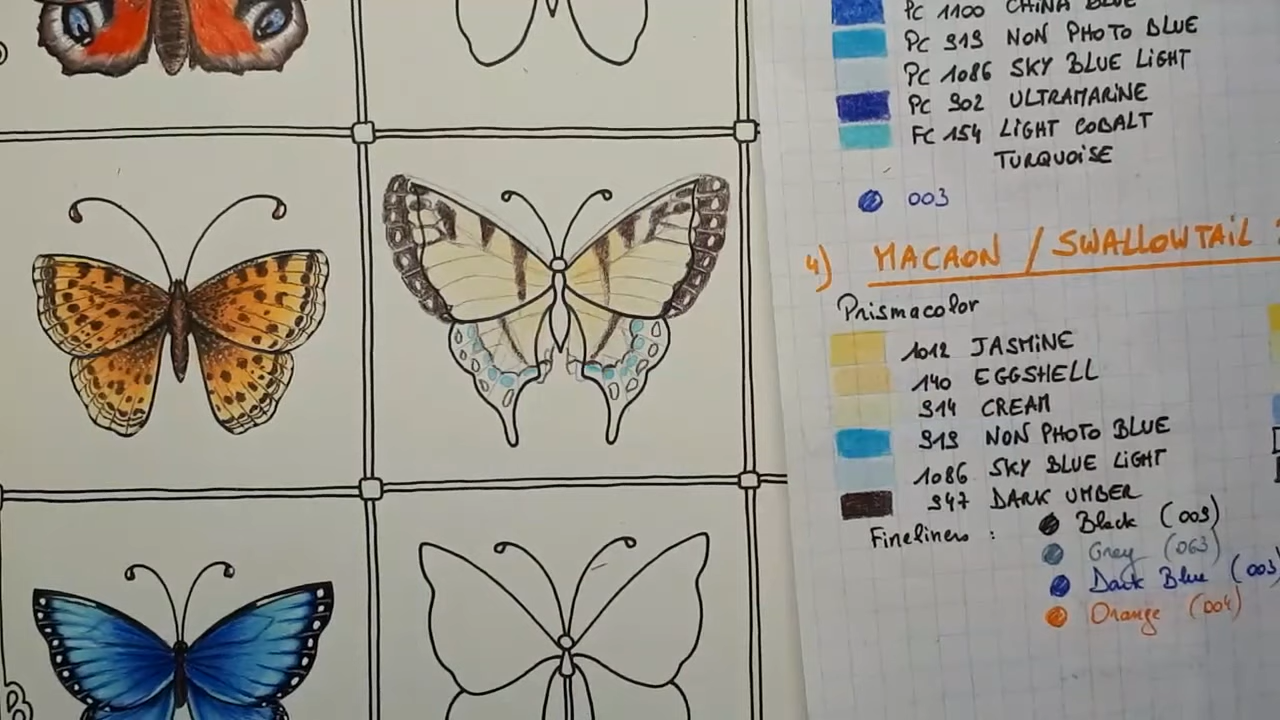 PC 1100 CHINA BLUE
PC 919 NON PHOTO BLUE
PC 1086 SKY BLUE LIGHT
PC 902 ULTRAMARINE
FC 154 LIGHT COBALT
TURQUOISE
003
4) MACAON / SWALLOWTAIL
Prismacolor
1012 JASMINE
140 EGGSHELL
914 CREAM
919 NON PHOTO BLUE
1086 SKY BLUE LIGHT
947 DARK UMBER
Fineliners : Black (009)
Grey (063)
Dark Blue (003)
Orange (004)